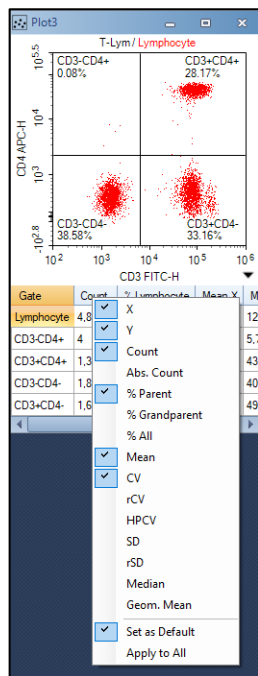 Plot3
T-Lym / Lymphocyte
CD3-CD4+
0.08%
CD3+CD4+
28.17%
CD3-CD4-
38.58%
CD3+CD4-
33.16%
CD4 APC-H
10^5.5
10^4
10^3
-10^2.8
10^2 10^3 10^4 10^5 10^6
CD3 FITC-H
Gate Count % Lymphocyte Mean X M
Lymphocyte 4,8 12
CD3-CD4+ 4 5,7
CD3+CD4+ 1,3 43
CD3-CD4- 1,8 40
CD3+CD4- 1,6 49
X
Y
Count
Abs. Count
% Parent
% Grandparent
% All
Mean
CV
rCV
HPCV
SD
rSD
Median
Geom. Mean
Set as Default
Apply to All